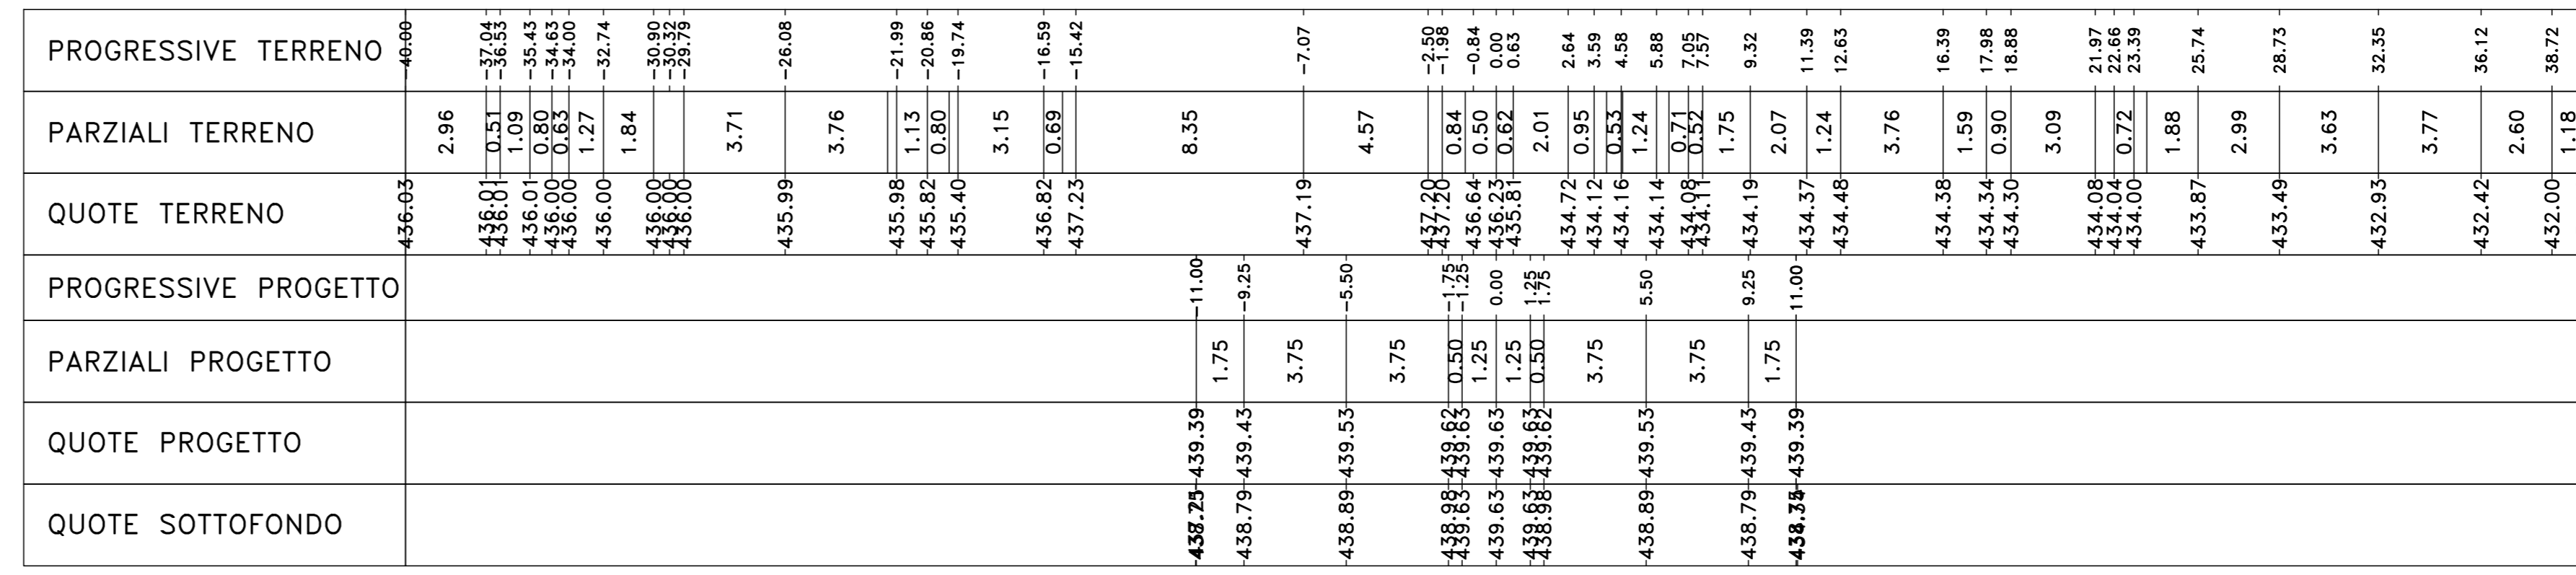 PROGRESSIVE TERRENO -40.00 -37.04 -36.53 -35.43 -34.63 -34.00 -32.74 -30.90 -30.32 -29.79 -26.08 -21.99 -20.86 -19.74 -16.59 -15.42 -7.07 -2.50 -1.98 -0.84 0.00 0.63 2.64 3.59 4.58 5.88 7.05 7.57 9.32 11.39 12.63 16.39 17.98 18.88 21.97 22.66 23.39 25.74 28.73 32.35 36.12 38.72
PARZIALI TERRENO 2.96 0.51 1.09 0.80 0.63 1.27 1.84 3.71 3.76 1.13 0.80 3.15 0.69 8.35 4.57 0.84 0.50 0.62 2.01 0.95 0.53 1.24 0.71 0.52 1.75 2.07 1.24 3.76 1.59 0.90 3.09 0.72 1.88 2.99 3.63 3.77 2.60 1.18
QUOTE TERRENO 436.03 436.01 436.01 436.01 436.00 436.00 436.00 436.00 436.00 436.00 435.99 435.98 435.82 435.40 436.82 437.23 437.19 437.20 437.20 436.64 436.23 435.81 434.72 434.12 434.16 434.14 434.08 434.11 434.19 434.37 434.48 434.38 434.34 434.30 434.08 434.04 434.00 433.87 433.49 432.93 432.42 432.00
PROGRESSIVE PROGETTO -11.00 -9.25 -5.50 -1.75 -1.25 0.00 1.25 1.75 5.50 9.25 11.00
PARZIALI PROGETTO 1.75 3.75 3.75 0.50 1.25 1.25 0.50 3.75 3.75 1.75
QUOTE PROGETTO 439.39 439.43 439.53 439.62 439.63 439.63 439.63 439.62 439.53 439.43 439.39
QUOTE SOTTOFONDO 438.79 438.89 438.98 439.63 439.63 439.63 438.98 438.89 438.79